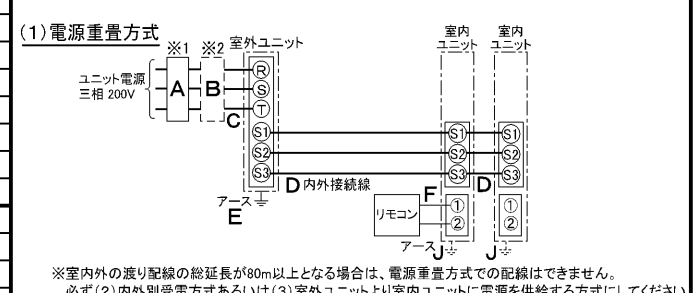 (1)電源重畳方式
※1 ※2 室外ユニット
室内
ユニット
室内
ユニット
ユニット電源
三相 200V
A
B
C
R
S
T
S1
S2
S3
S1
S2
S3
S1
S2
S3
D 内外接続線
D
アース
E
F
リモコン
①
②
①
②
アース J
J
※室内外の渡り配線の総延長が80m以上となる場合は、電源重畳方式での配線はできません。
必ず(2)内外別受電方式あるいは(3)室外ユニットより室内ユニットに電源を供給する方式にしてください